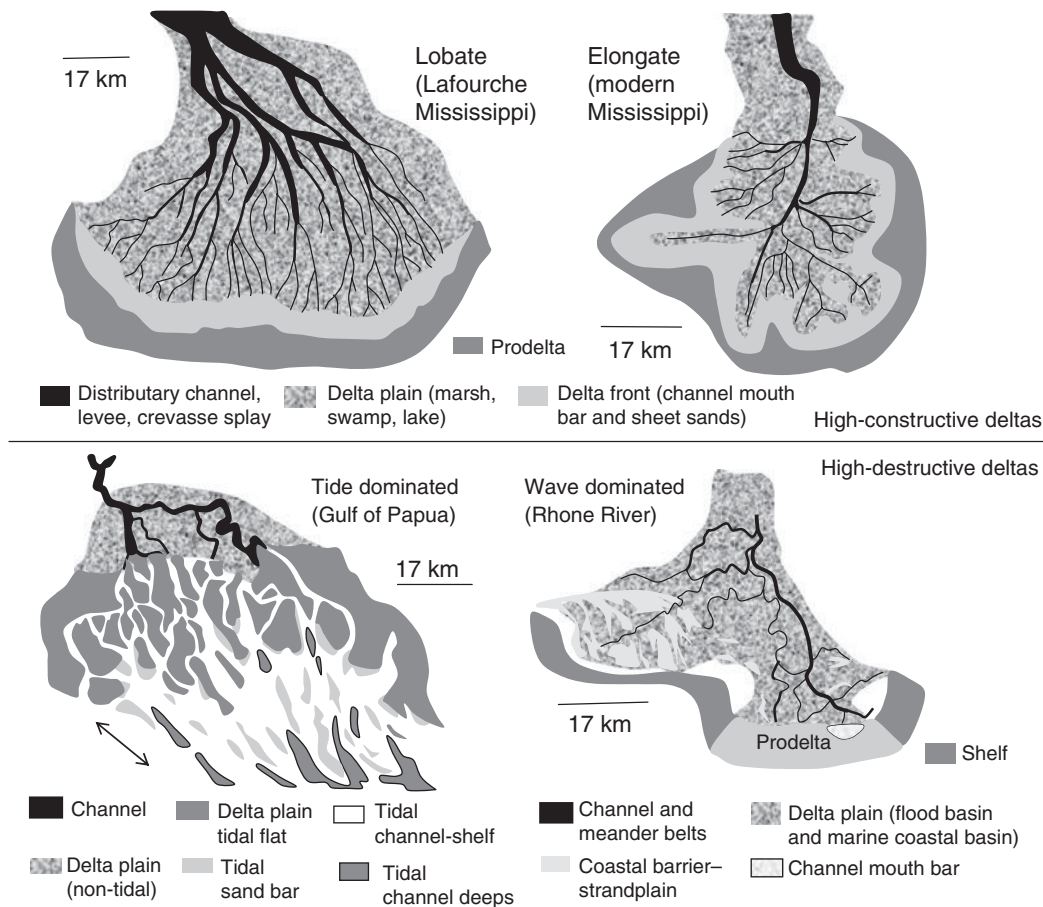 17 km
Lobate
(Lafourche
Mississippi)
Elongate
(modern
Mississippi)
17 km
Prodelta
Distributary channel,
levee, crevasse splay
Delta plain (marsh,
swamp, lake)
Delta front (channel mouth
bar and sheet sands)
High-constructive deltas
High-destructive deltas
Tide dominated
(Gulf of Papua)
17 km
Wave dominated
(Rhone River)
17 km
Prodelta
Shelf
Channel
Delta plain
tidal flat
Tidal
channel-shelf
Delta plain
(non-tidal)
Tidal
sand bar
Tidal
channel deeps
Channel and
meander belts
Delta plain (flood basin
and marine coastal basin)
Coastal barrier–
strandplain
Channel mouth bar